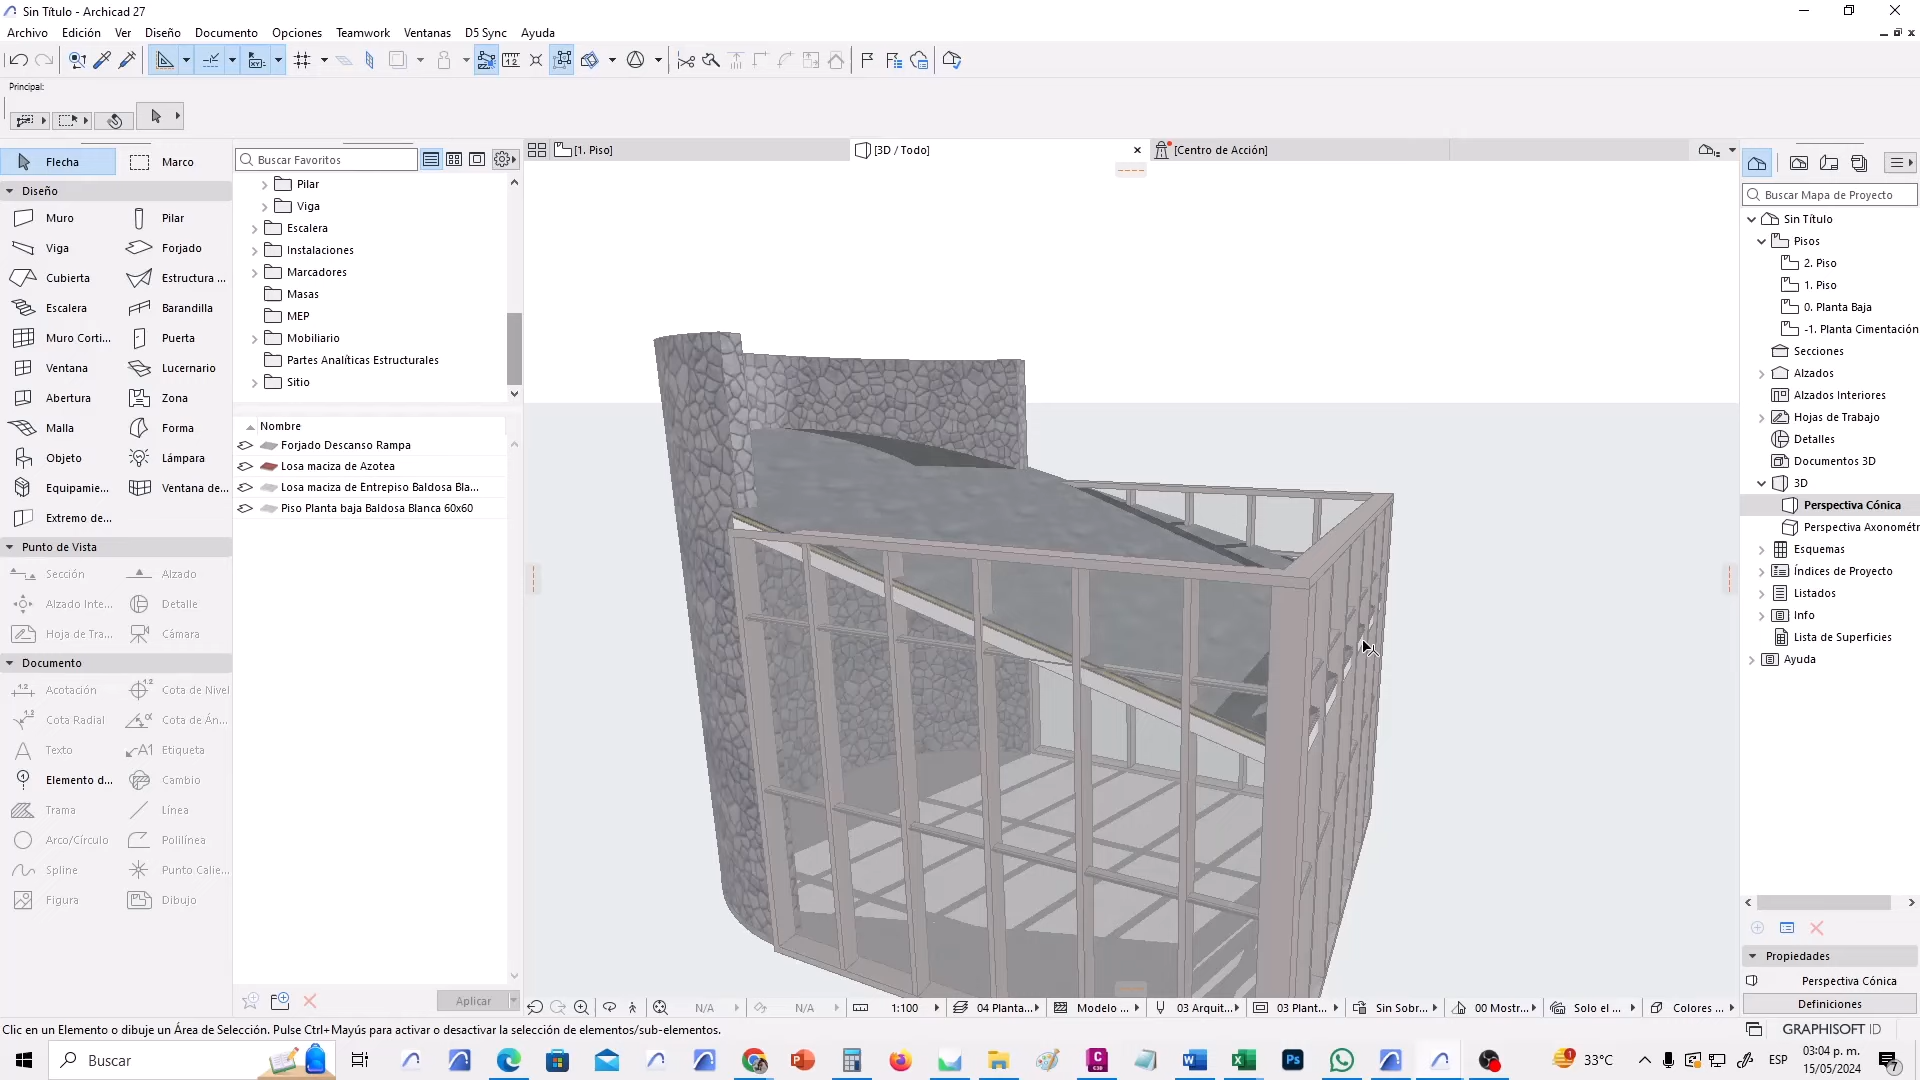 Sin Título - Archicad 27
Archivo Edición Ver Diseño Documento Opciones Teamwork Ventanas D5 Sync Ayuda
Principal:
Flecha Marco
Diseño
Muro Pilar
Viga Forjado
Cubierta Estructura ...
Escalera Barandilla
Muro Corti... Puerta
Ventana Lucernario
Abertura Zona
Malla Forma
Objeto Lámpara
Equipamie... Ventana de...
Extremo de...
Punto de Vista
Sección Alzado
Alzado Inte... Detalle
Hoja de Tra... Cámara
Documento
Acotación Cota de Nivel
Cota Radial Cota de Án...
Texto Etiqueta
Elemento d... Cambio
Trama Línea
Arco/Círculo Polilínea
Spline Punto Calie...
Figura Dibujo
Buscar Favoritos
Pilar
Viga
Escalera
Instalaciones
Marcadores
Masas
MEP
Mobiliario
Partes Analíticas Estructurales
Sitio
Nombre
Forjado Descanso Rampa
Losa maciza de Azotea
Losa maciza de Entrepiso Baldosa Bla...
Piso Planta baja Baldosa Blanca 60x60
Aplicar
[1. Piso] [3D / Todo] [Centro de Acción]
Buscar Mapa de Proyecto
Sin Título
Pisos
2. Piso
1. Piso
0. Planta Baja
-1. Planta Cimentación
Secciones
Alzados
Alzados Interiores
Hojas de Trabajo
Detalles
Documentos 3D
3D
Perspectiva Cónica
Perspectiva Axonométr
Esquemas
Índices de Proyecto
Listados
Info
Lista de Superficies
Ayuda
Propiedades
Perspectiva Cónica
Definiciones
N/A N/A 1:100 04 Planta... Modelo ... 03 Arquit... 03 Plant... Sin Sobr... 00 Mostr... Solo el ... Colores ...
Clic en un Elemento o dibuje un Área de Selección. Pulse Ctrl+Mayús para activar o desactivar la selección de elementos/sub-elementos.
GRAPHISOFT ID
Buscar
33°C
ESP
03:04 p. m.
15/05/2024
7